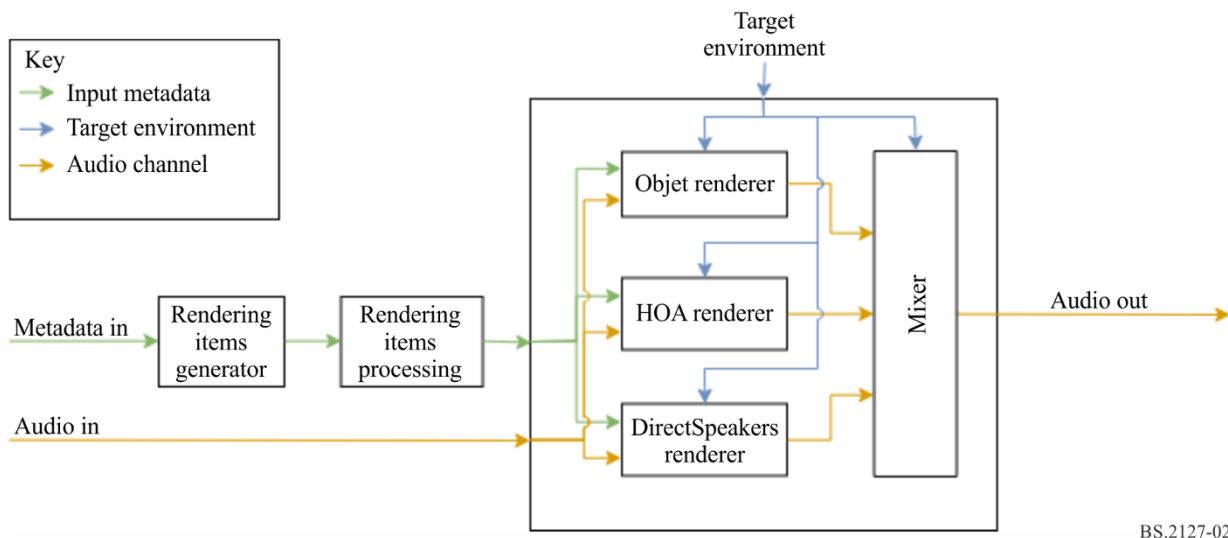 Target
environment
Key
Input metadata
Target environment
Audio channel
Objet renderer
HOA renderer
DirectSpeakers
renderer
Mixer
Metadata in
Rendering
items
generator
Rendering
items
processing
Audio in
Audio out
BS.2127-02